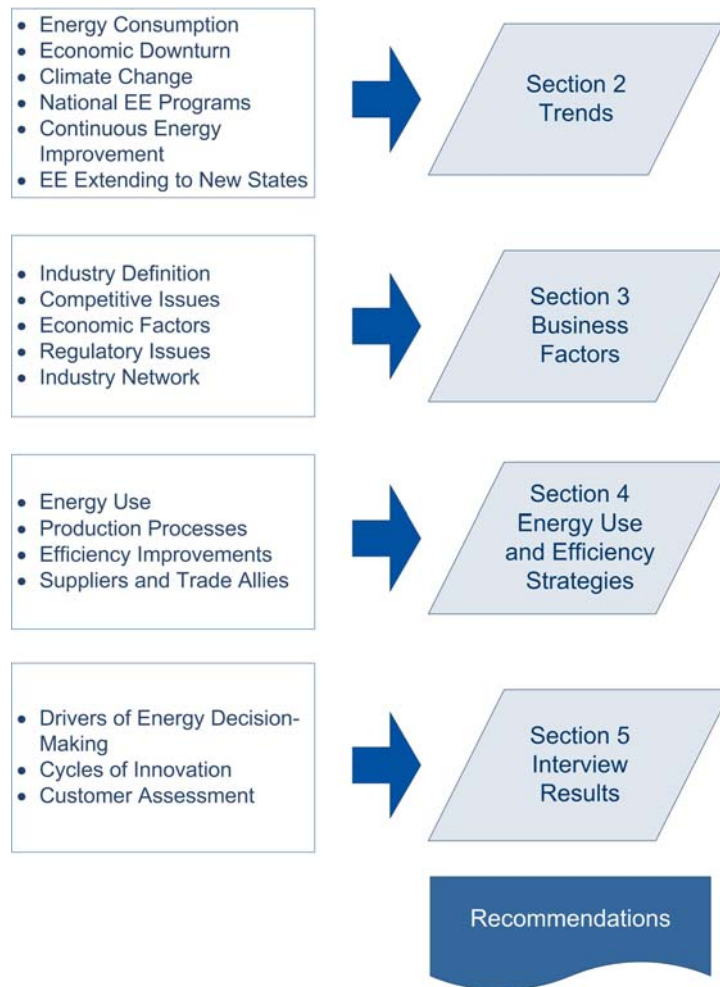 • Energy Consumption
• Economic Downturn
• Climate Change
• National EE Programs
• Continuous Energy
Improvement
• EE Extending to New States
Section 2
Trends
• Industry Definition
• Competitive Issues
• Economic Factors
• Regulatory Issues
• Industry Network
Section 3
Business
Factors
• Energy Use
• Production Processes
• Efficiency Improvements
• Suppliers and Trade Allies
Section 4
Energy Use
and Efficiency
Strategies
• Drivers of Energy Decision-
Making
• Cycles of Innovation
• Customer Assessment
Section 5
Interview
Results
Recommendations